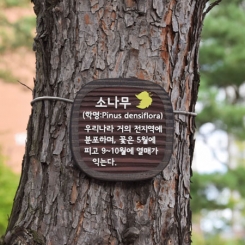 소나무
(학명:Pinus densiflora)
우리나라 거의 전지역에
분포하며, 꽃은 5월에
피고 9~10월에 열매가
익는다.